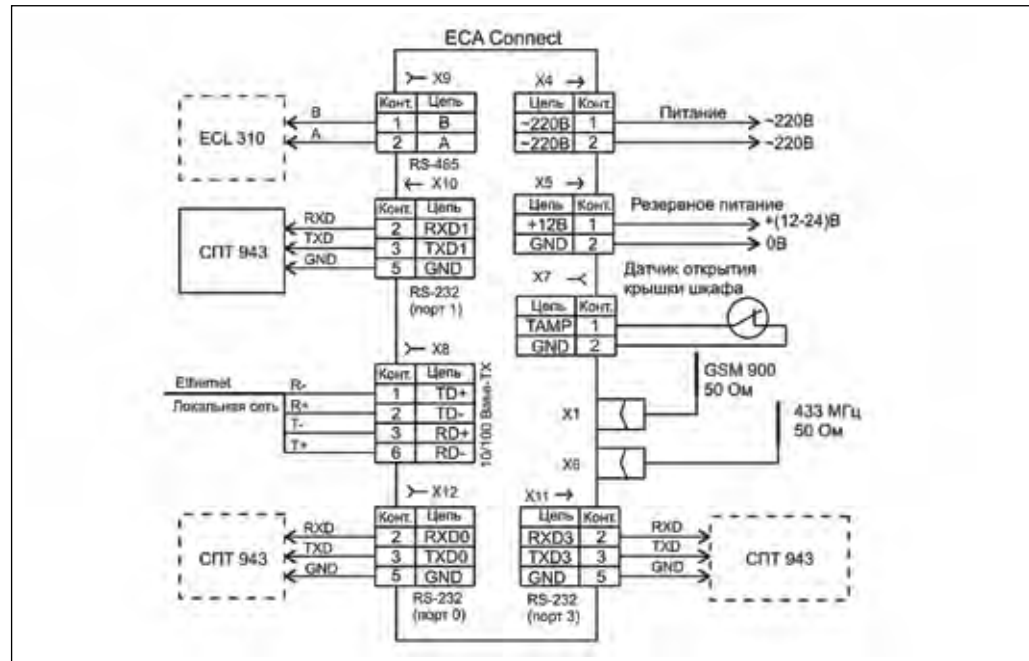 ECA Connect
X9
Конт. Цепь
1 B
2 A
RS-485
B
A
ECL 310
X10
Конт. Цепь
2 RXD1
3 TXD1
5 GND
RS-232
(порт 1)
RXD
TXD
GND
СПТ 943
X8
Конт. Цепь
1 TD+
2 TD-
3 RD+
6 RD-
10/100 Base-TX
Ethernet
Локальная сеть
R-
R+
T-
T+
X12
Конт. Цепь
2 RXD0
3 TXD0
5 GND
RS-232
(порт 0)
RXD
TXD
GND
СПТ 943
X4
Цепь Конт.
~220В 1
~220В 2
Питание
~220В
~220В
X5
Цепь Конт.
+12В 1
GND 2
Резервное питание
+(12-24)В
0В
X7
Цепь Конт.
TAMP 1
GND 2
Датчик открытия
крышки шкафа
X1
GSM 900
50 Ом
X6
433 МГц
50 Ом
X11
Цепь Конт.
RXD3 2
TXD3 3
GND 5
RS-232
(порт 3)
RXD
TXD
GND
СПТ 943